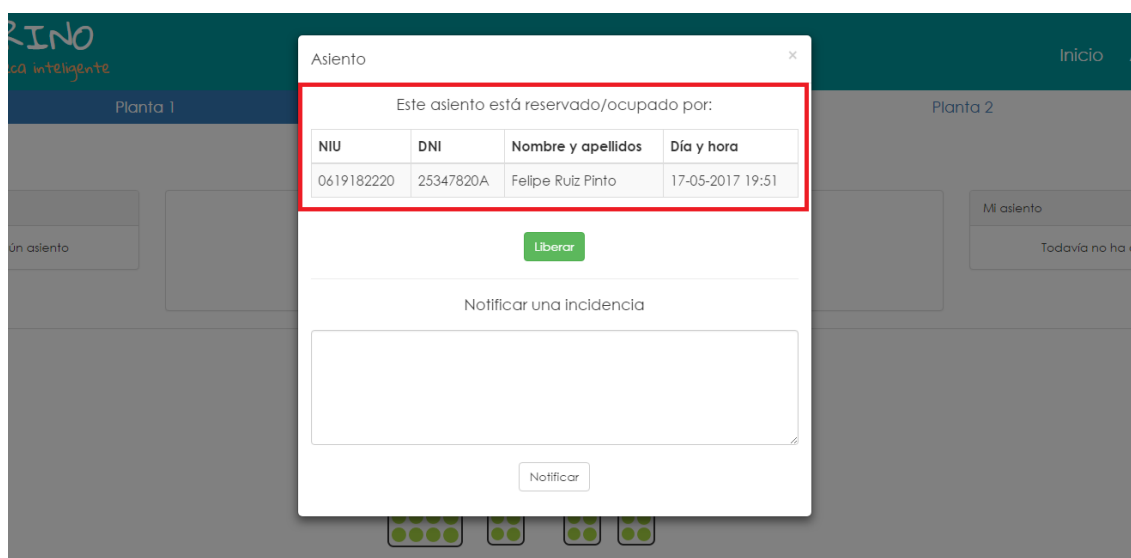 RINO
eca inteligente
Inicio
Planta 1
Planta 2
Asiento
×
Este asiento está reservado/ocupado por:
NIU DNI Nombre y apellidos Día y hora
0619182220 25347820A Felipe Ruiz Pinto 17-05-2017 19:51
Mi asiento
ún asiento
Todavía no ha
Liberar
Notificar una incidencia
Notificar